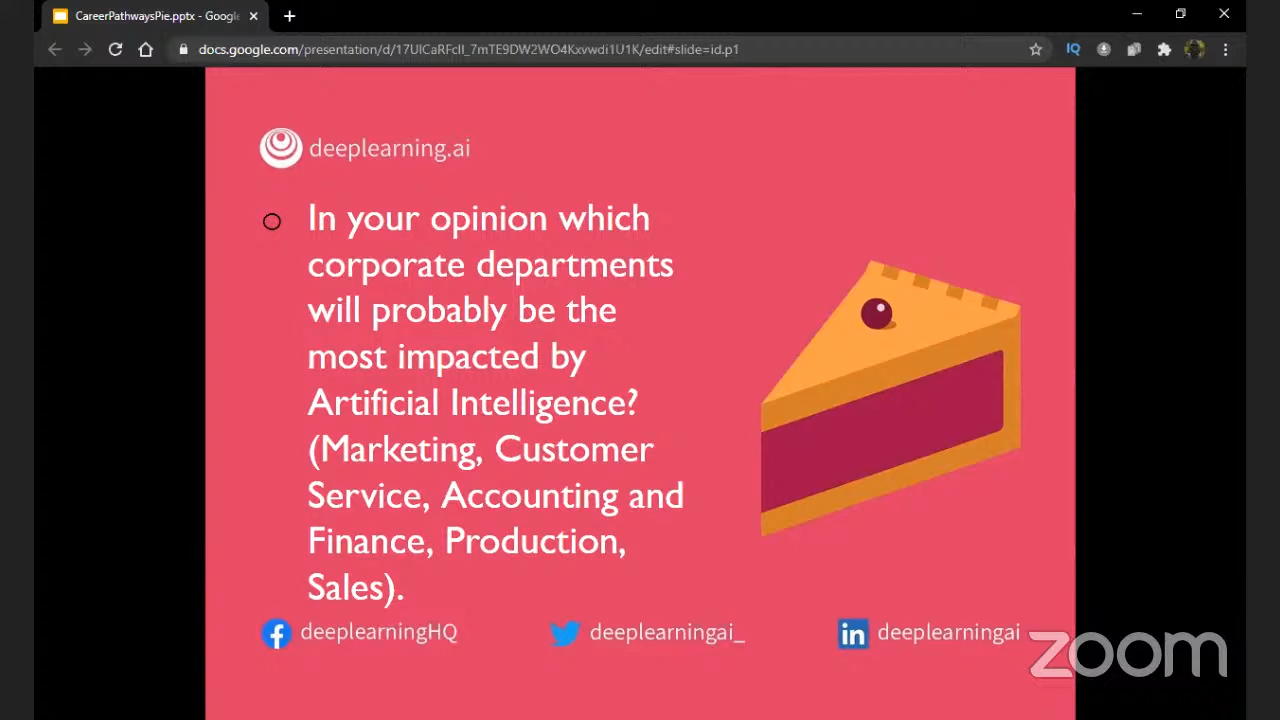 CareerPathwaysPie.pptx - Google
docs.google.com/presentation/d/17UlCaRFcll_7mTE9DW2WO4Kxvwdi1U1K/edit#slide=id.p1
IQ
deeplearning.ai
In your opinion which
corporate departments
will probably be the
most impacted by
Artificial Intelligence?
(Marketing, Customer
Service, Accounting and
Finance, Production,
Sales).
deeplearningHQ
deeplearningai_
deeplearningai
zoom